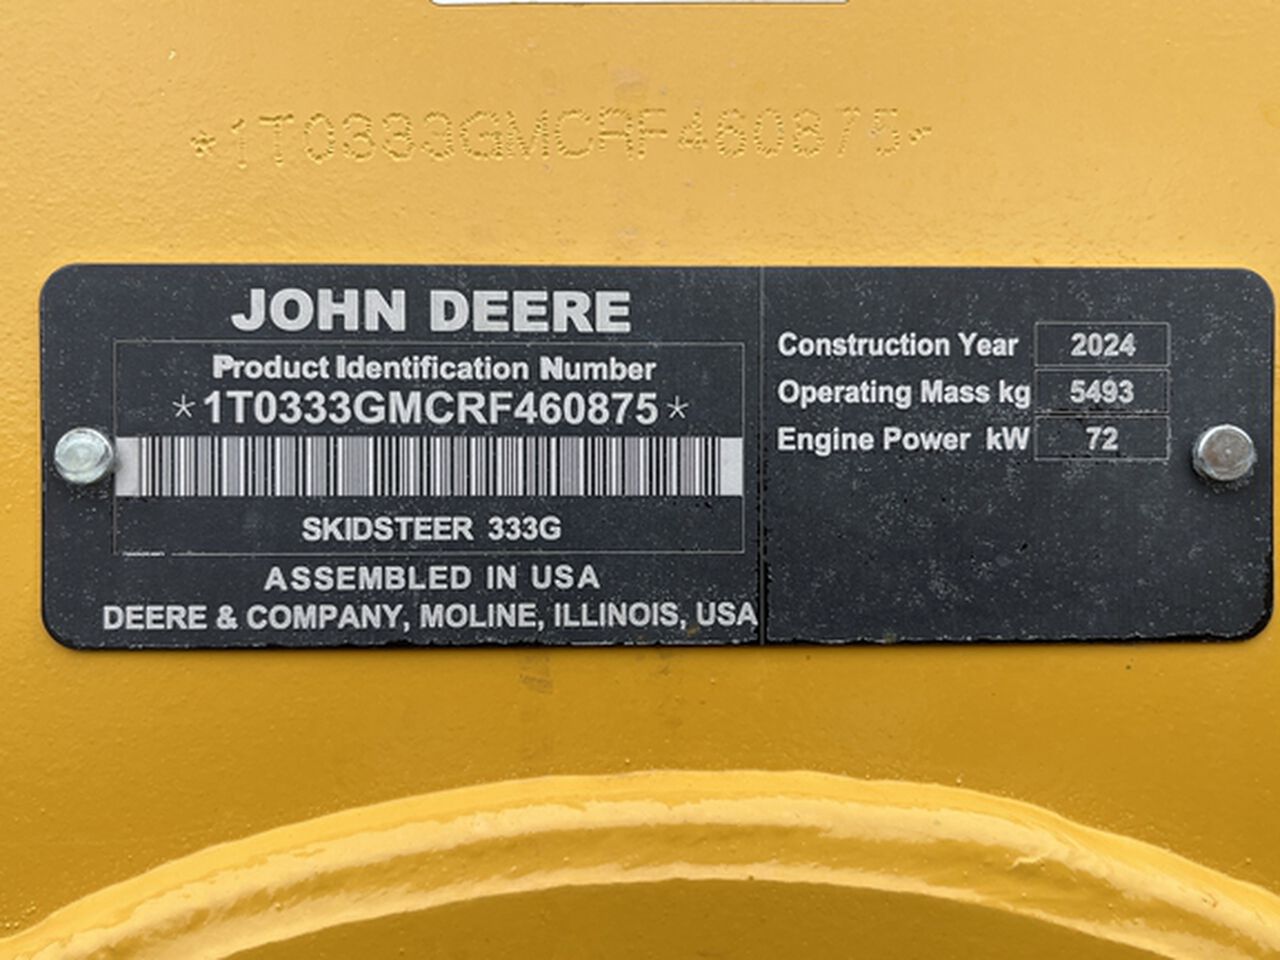 *1T0333GMCRF460875*
JOHN DEERE
Product Identification Number
*1T0333GMCRF460875*
SKIDSTEER 333G
ASSEMBLED IN USA
DEERE & COMPANY, MOLINE, ILLINOIS, USA
Construction Year 2024
Operating Mass kg 5493
Engine Power kW 72